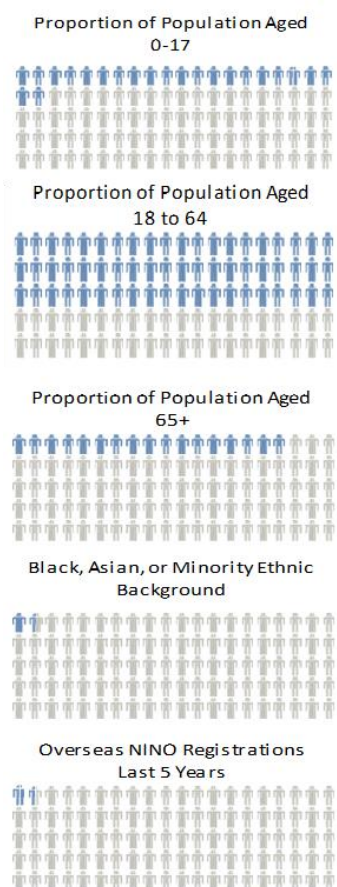 Proportion of Population Aged
0-17
Proportion of Population Aged
18 to 64
Proportion of Population Aged
65+
Black, Asian, or Minority Ethnic
Background
Overseas NINO Registrations
Last 5 Years